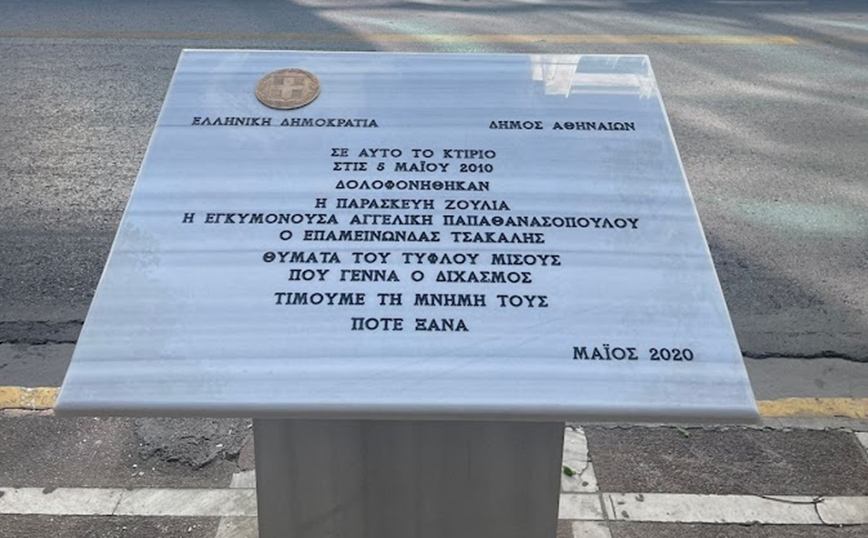 ΕΛΛΗΝΙΚΗ ΔΗΜΟΚΡΑΤΙΑ
ΔΗΜΟΣ ΑΘΗΝΑΙΩΝ
ΣΕ ΑΥΤΟ ΤΟ ΚΤΙΡΙΟ
ΣΤΙΣ 5 ΜΑΪΟΥ 2010
ΔΟΛΟΦΟΝΗΘΗΚΑΝ
Η ΠΑΡΑΣΚΕΥΗ ΖΟΥΛΙΑ
Η ΕΓΚΥΜΟΝΟΥΣΑ ΑΓΓΕΛΙΚΗ ΠΑΠΑΘΑΝΑΣΟΠΟΥΛΟΥ
Ο ΕΠΑΜΕΙΝΩΝΔΑΣ ΤΣΑΚΑΛΗΣ
ΘΥΜΑΤΑ ΤΟΥ ΤΥΦΛΟΥ ΜΙΣΟΥΣ
ΠΟΥ ΓΕΝΝΑ Ο ΔΙΧΑΣΜΟΣ
ΤΙΜΟΥΜΕ ΤΗ ΜΝΗΜΗ ΤΟΥΣ
ΠΟΤΕ ΞΑΝΑ
ΜΑΪΟΣ 2020